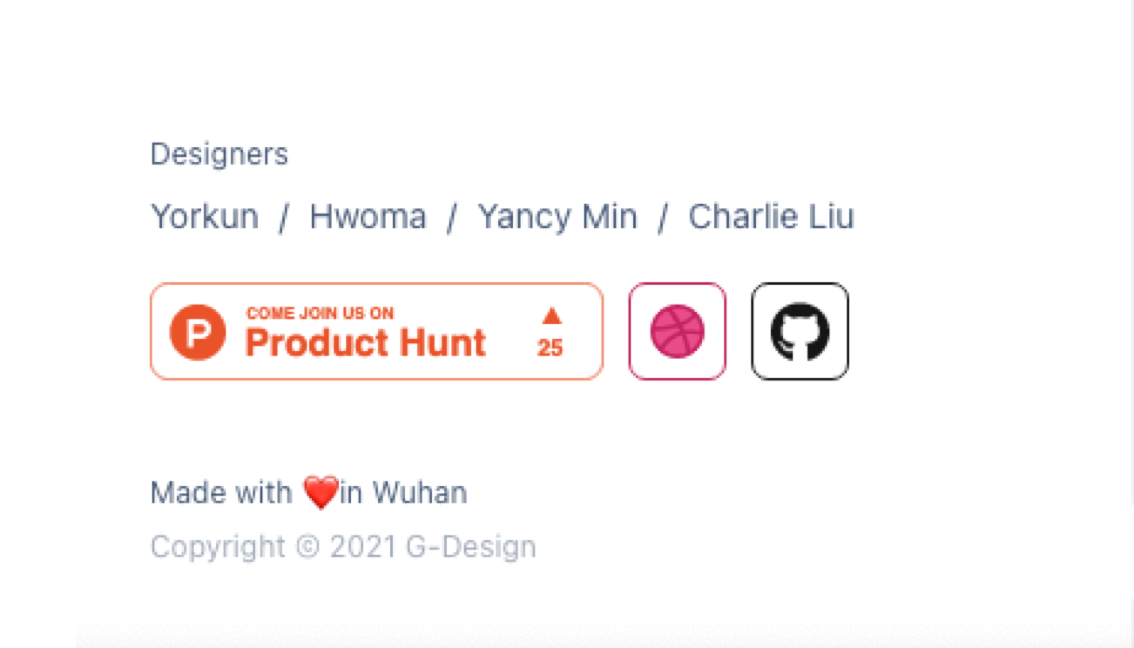 Designers
Yorkun / Hwoma / Yancy Min / Charlie Liu
P
COME JOIN US ON
Product Hunt
▲
25
Made with ❤️in Wuhan
Copyright © 2021 G-Design